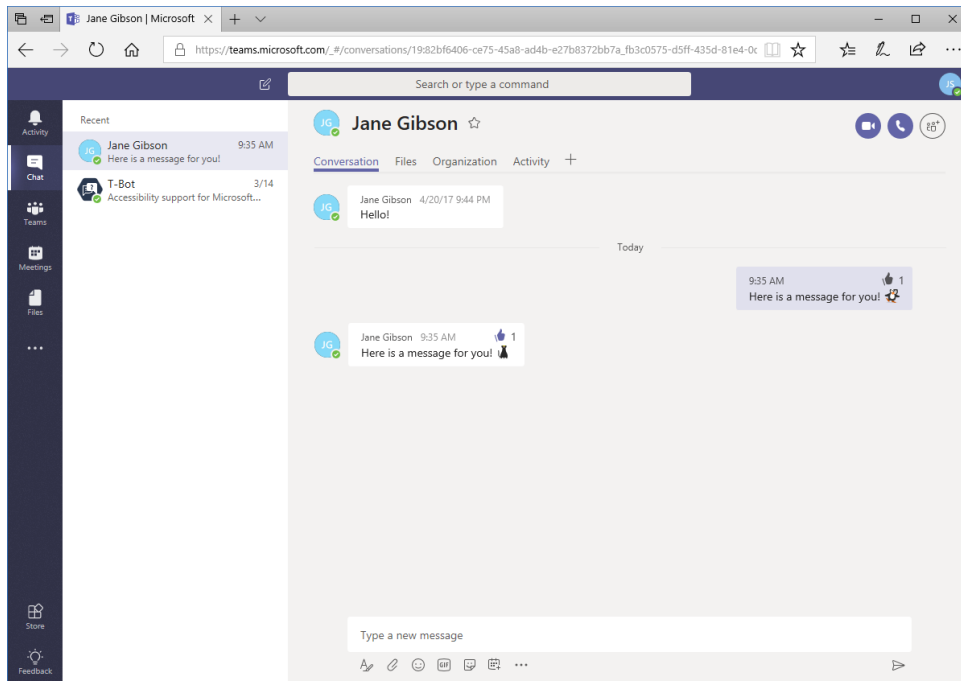 Jane Gibson | Microsoft
https://teams.microsoft.com/_#/conversations/19:82bf6406-ce75-45a8-ad4b-e27b8372bb7a_fb3c0575-d5ff-435d-81e4-0c
Search or type a command
JS
Activity
Chat
Teams
Meetings
Files
Store
Feedback
Recent
JG
Jane Gibson 9:35 AM
Here is a message for you!
T-Bot 3/14
Accessibility support for Microsoft...
JG
Jane Gibson
Conversation Files Organization Activity
JG
Jane Gibson 4/20/17 9:44 PM
Hello!
Today
9:35 AM 1
Here is a message for you!
JG
Jane Gibson 9:35 AM 1
Here is a message for you!
Type a new message
GIF